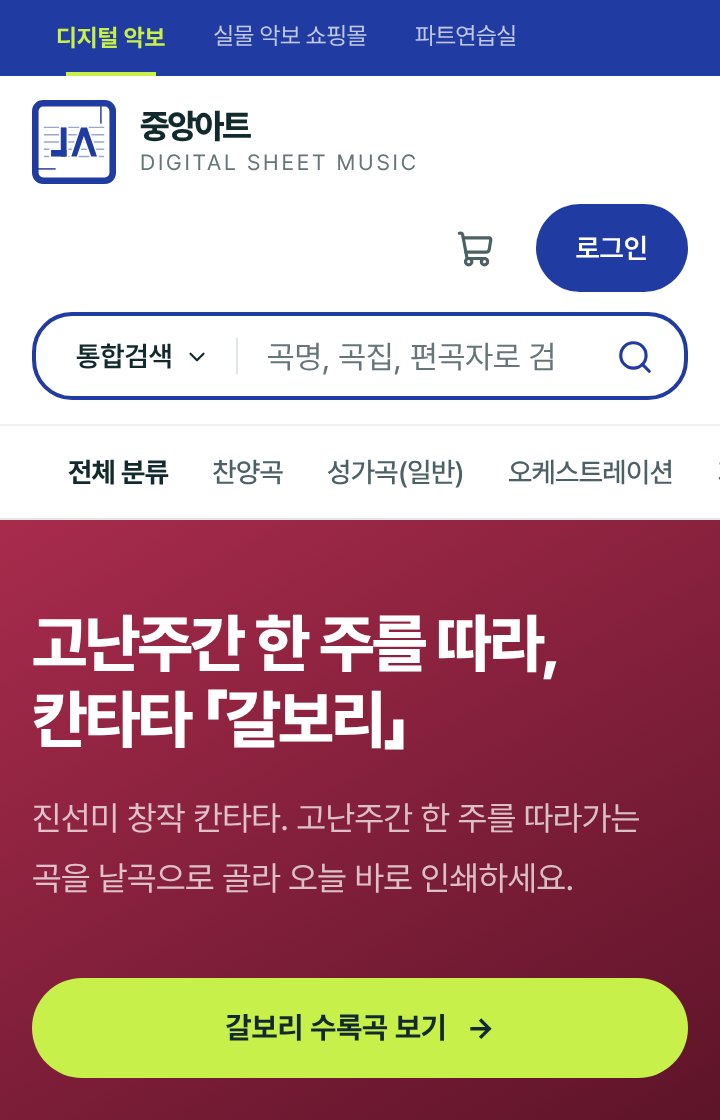 디지털 악보 실물 악보 쇼핑몰 파트연습실
JA
중앙아트
DIGITAL SHEET MUSIC
로그인
통합검색 곡명, 곡집, 편곡자로 검
전체 분류 찬양곡 성가곡(일반) 오케스트레이션
고난주간 한 주를 따라,
칸타타 「갈보리」
진선미 창작 칸타타. 고난주간 한 주를 따라가는
곡을 낱곡으로 골라 오늘 바로 인쇄하세요.
갈보리 수록곡 보기 →